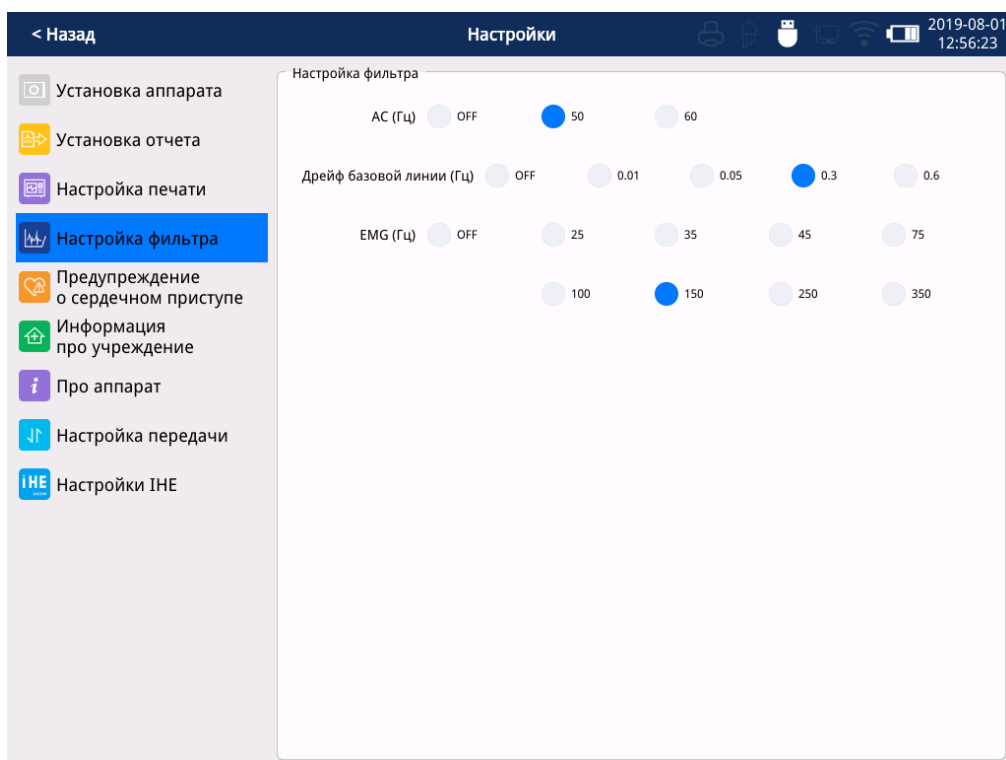 < Назад
Настройки
2019-08-01
12:56:23
Установка аппарата
Установка отчета
Настройка печати
Настройка фильтра
Предупреждение
о сердечном приступе
Информация
про учреждение
Про аппарат
Настройка передачи
iHE
Настройки IHE
Настройка фильтра
AC (Гц) OFF 50 60
Дрейф базовой линии (Гц) OFF 0.01 0.05 0.3 0.6
EMG (Гц) OFF 25 35 45 75
100 150 250 350